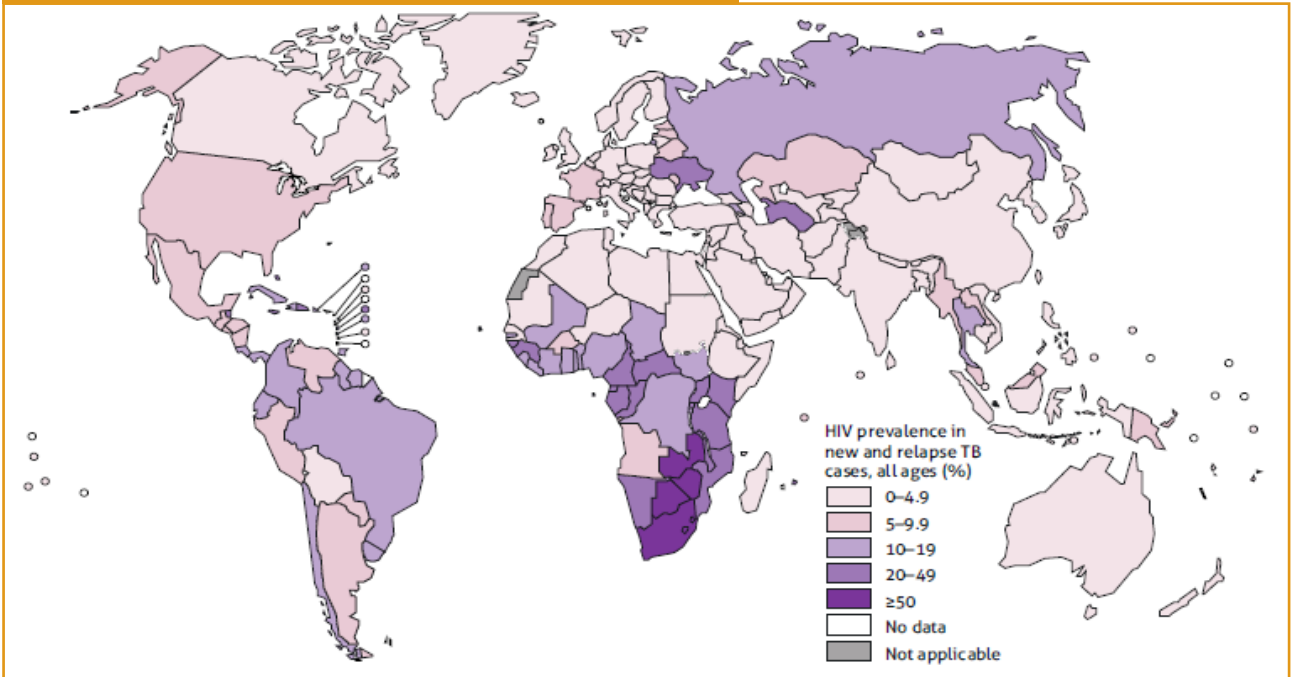 HIV prevalence in
new and relapse TB
cases, all ages (%)
0–4.9
5–9.9
10–19
20–49
≥50
No data
Not applicable